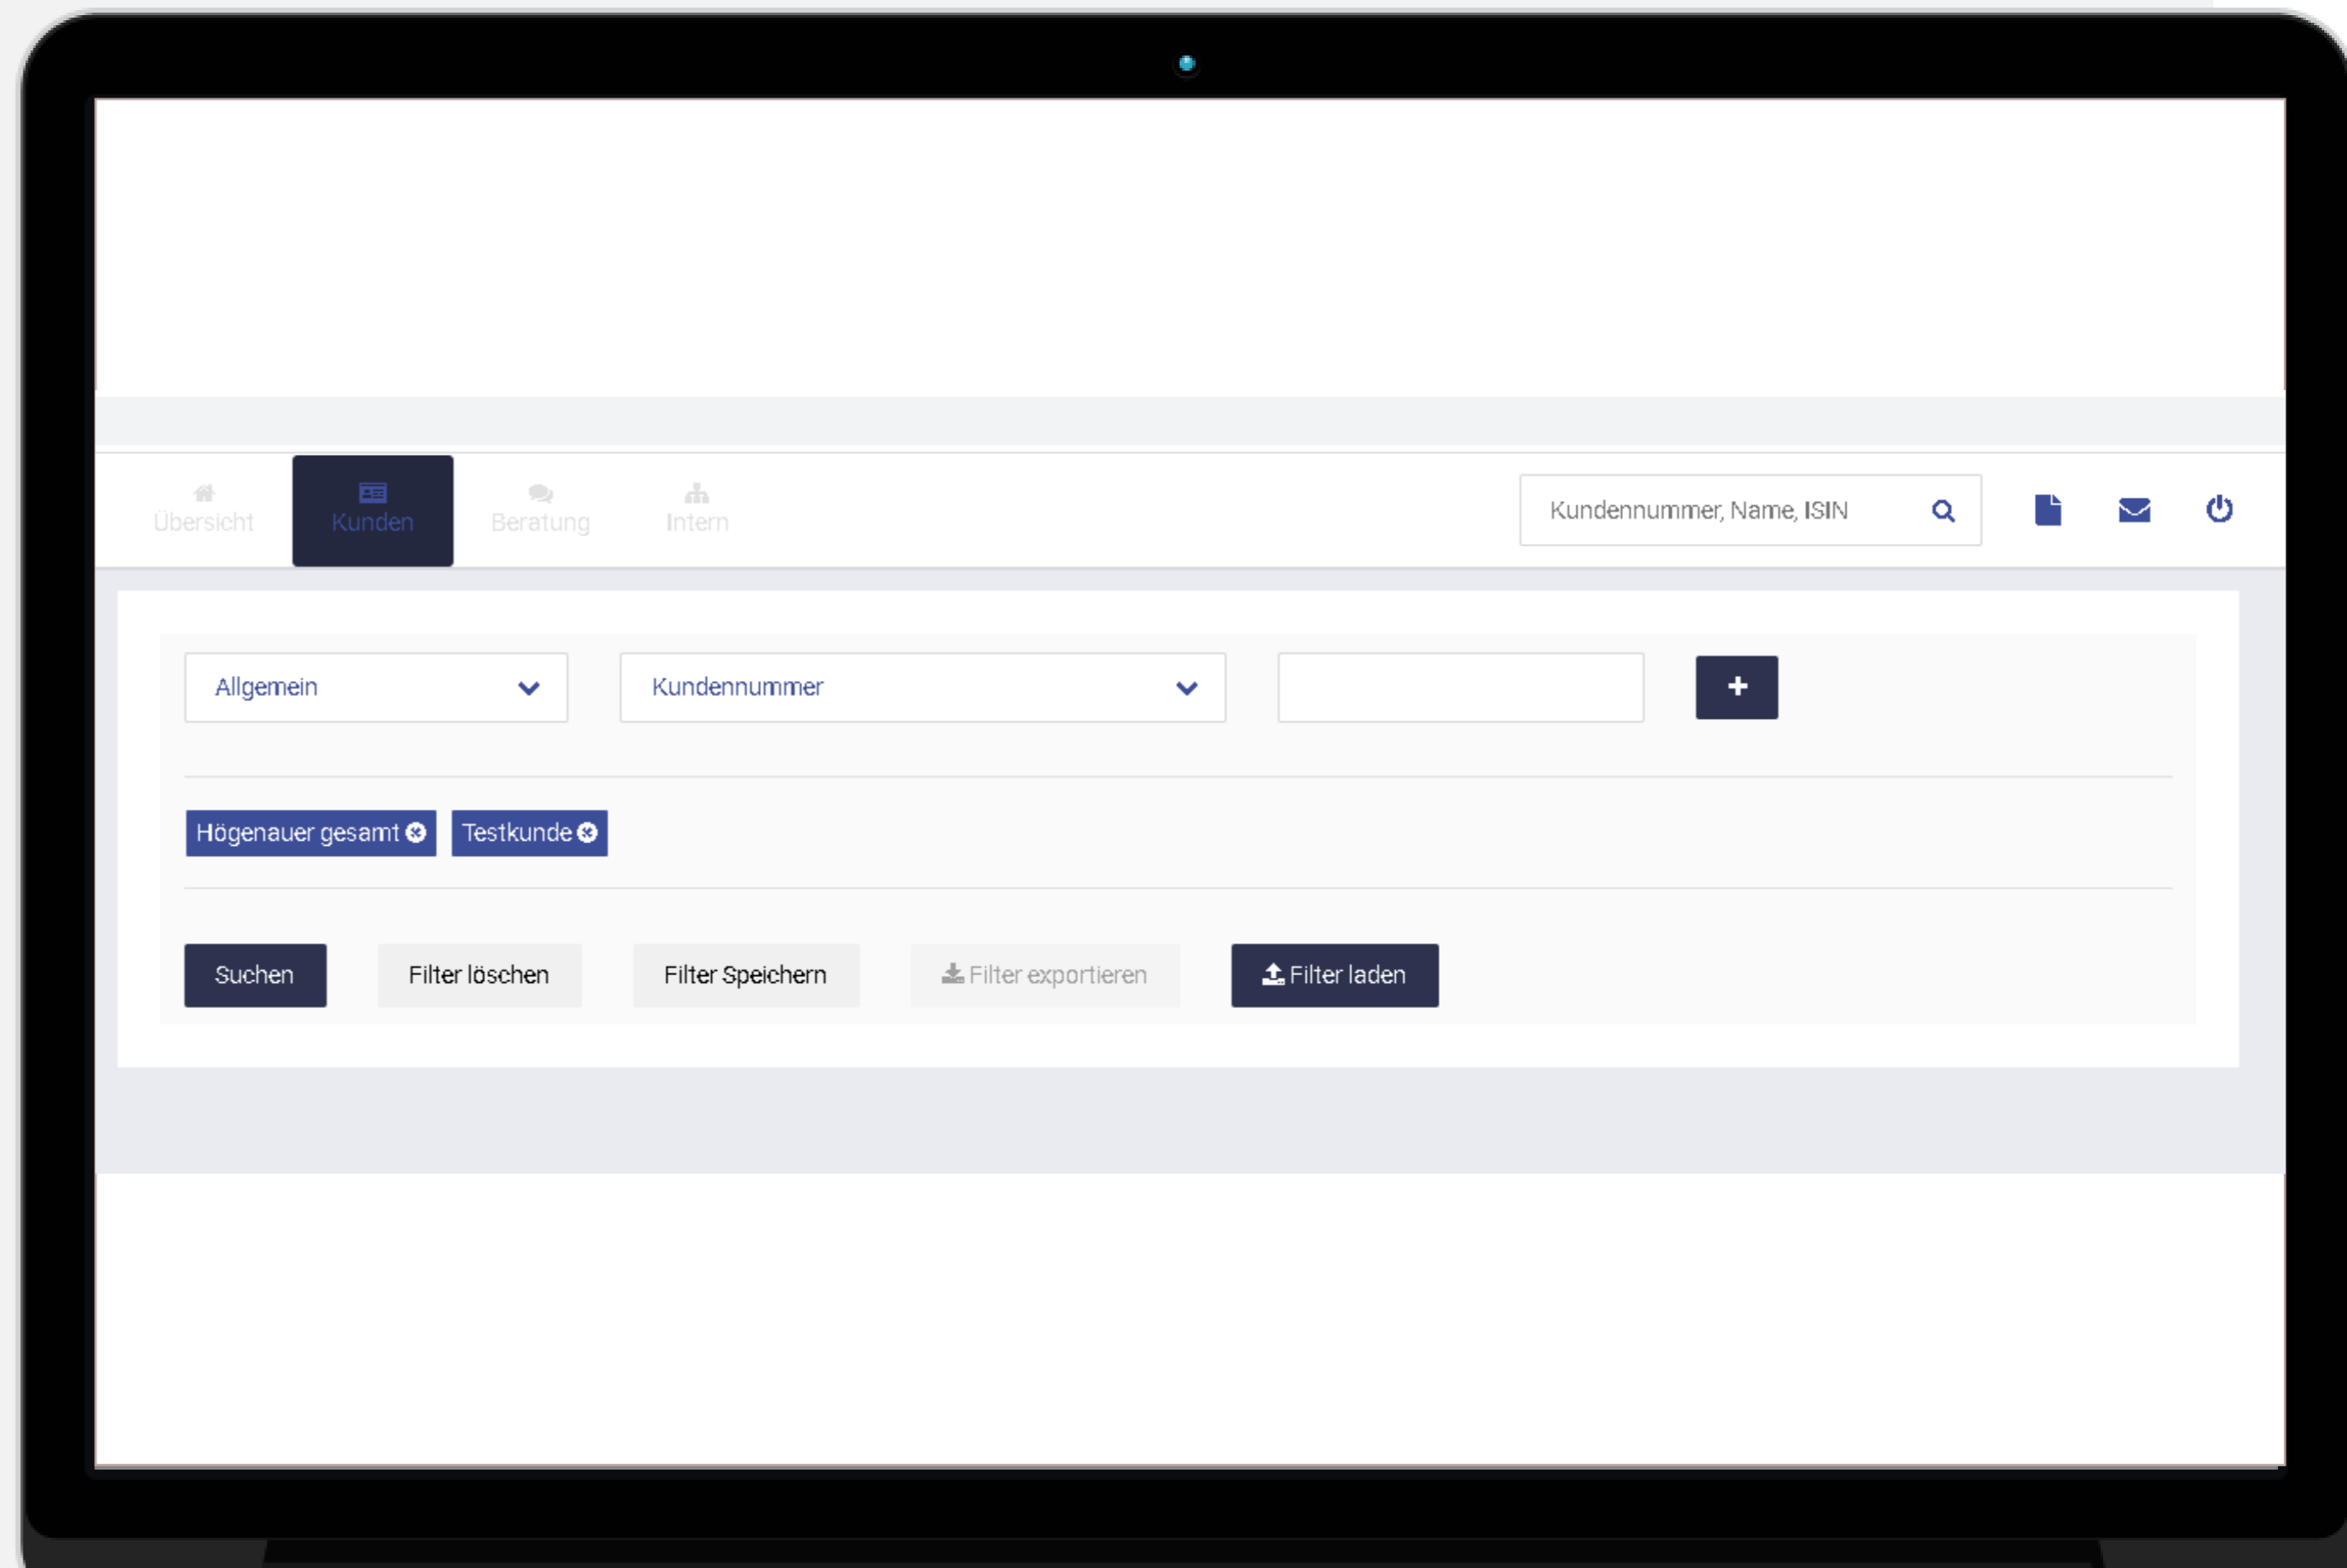 Übersicht Kunden Beratung Intern Kundennummer, Name, ISIN
Allgemein Kundennummer
Högenauer gesamt Testkunde
Suchen Filter löschen Filter Speichern Filter exportieren Filter laden